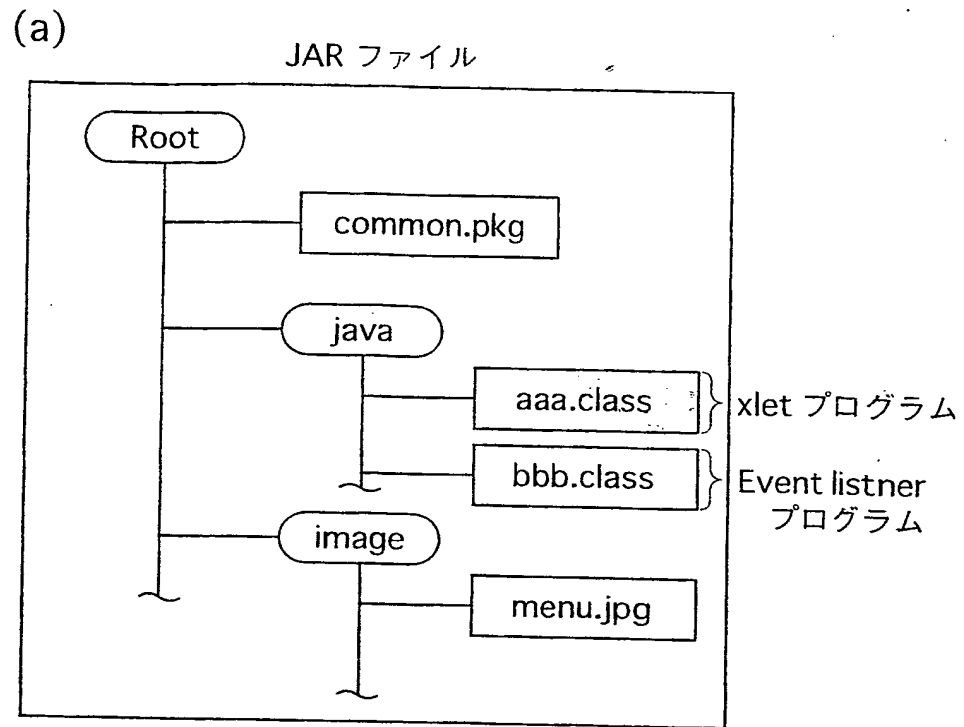 (a)
JAR ファイル
Root
common.pkg
java
aaa.class
xlet プログラム
bbb.class
Event listner
プログラム
image
menu.jpg